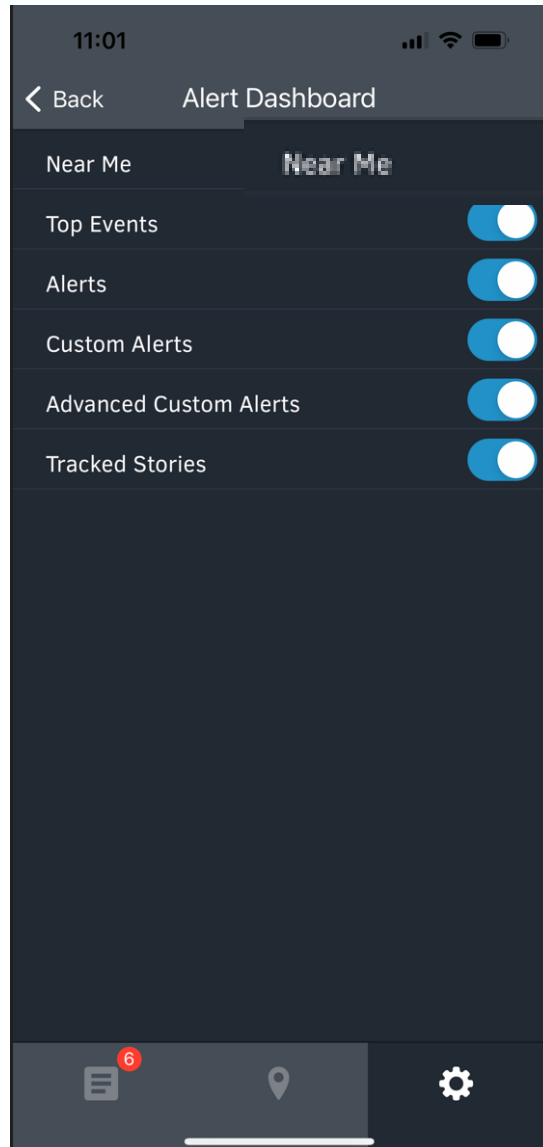 11:01
Back Alert Dashboard
Near Me Near Me
Top Events
Alerts
Custom Alerts
Advanced Custom Alerts
Tracked Stories
6